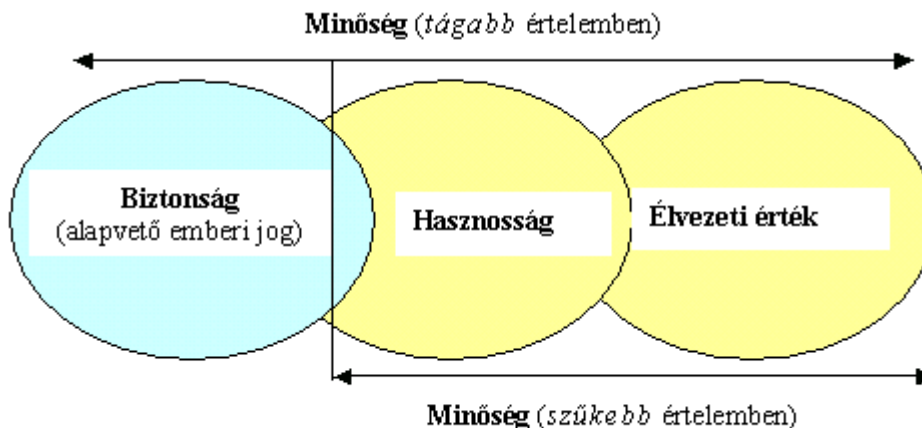 Minőség (tágabb értelemben)
Biztonság
(alapvető emberi jog)
Hasznosság
Élvezeti érték
Minőség (szűkebb értelemben)